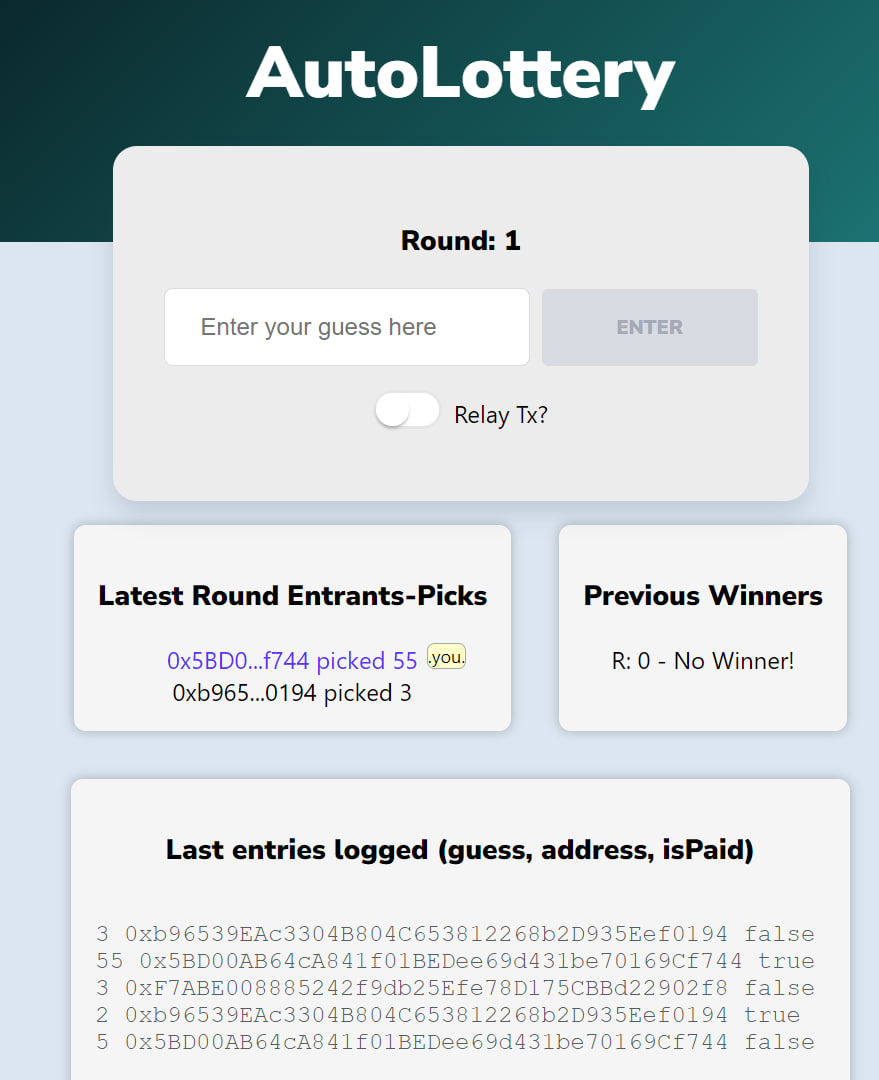 AutoLottery
Round: 1
Enter your guess here
ENTER
Relay Tx?
Latest Round Entrants-Picks
0x5BD0...f744 picked 55 .you.
0xb965...0194 picked 3
Previous Winners
R: 0 - No Winner!
Last entries logged (guess, address, isPaid)
3 0xb96539EAc3304B804C653812268b2D935Eef0194 false
55 0x5BD00AB64cA841f01BEDee69d431be70169Cf744 true
3 0xF7ABE008885242f9db25Efe78D175CBBd22902f8 false
2 0xb96539EAc3304B804C653812268b2D935Eef0194 true
5 0x5BD00AB64cA841f01BEDee69d431be70169Cf744 false